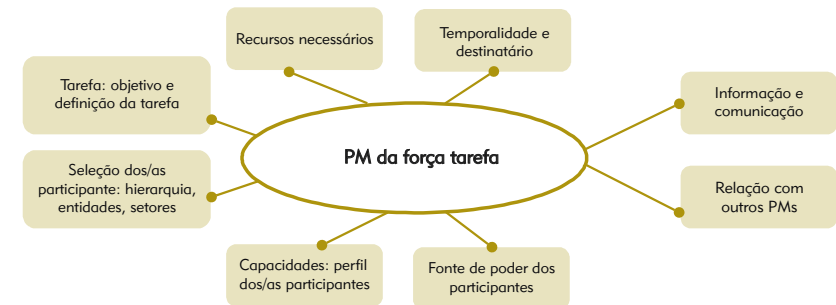 Recursos necessários
Temporalidade e
destinatário
Tarefa: objetivo e
definição da tarefa
Informação e
comunicação
PM da força tarefa
Seleção dos/as
participante: hierarquia,
entidades, setores
Relação com
outros PMs
Capacidades: perfil
dos/as participantes
Fonte de poder dos
participantes